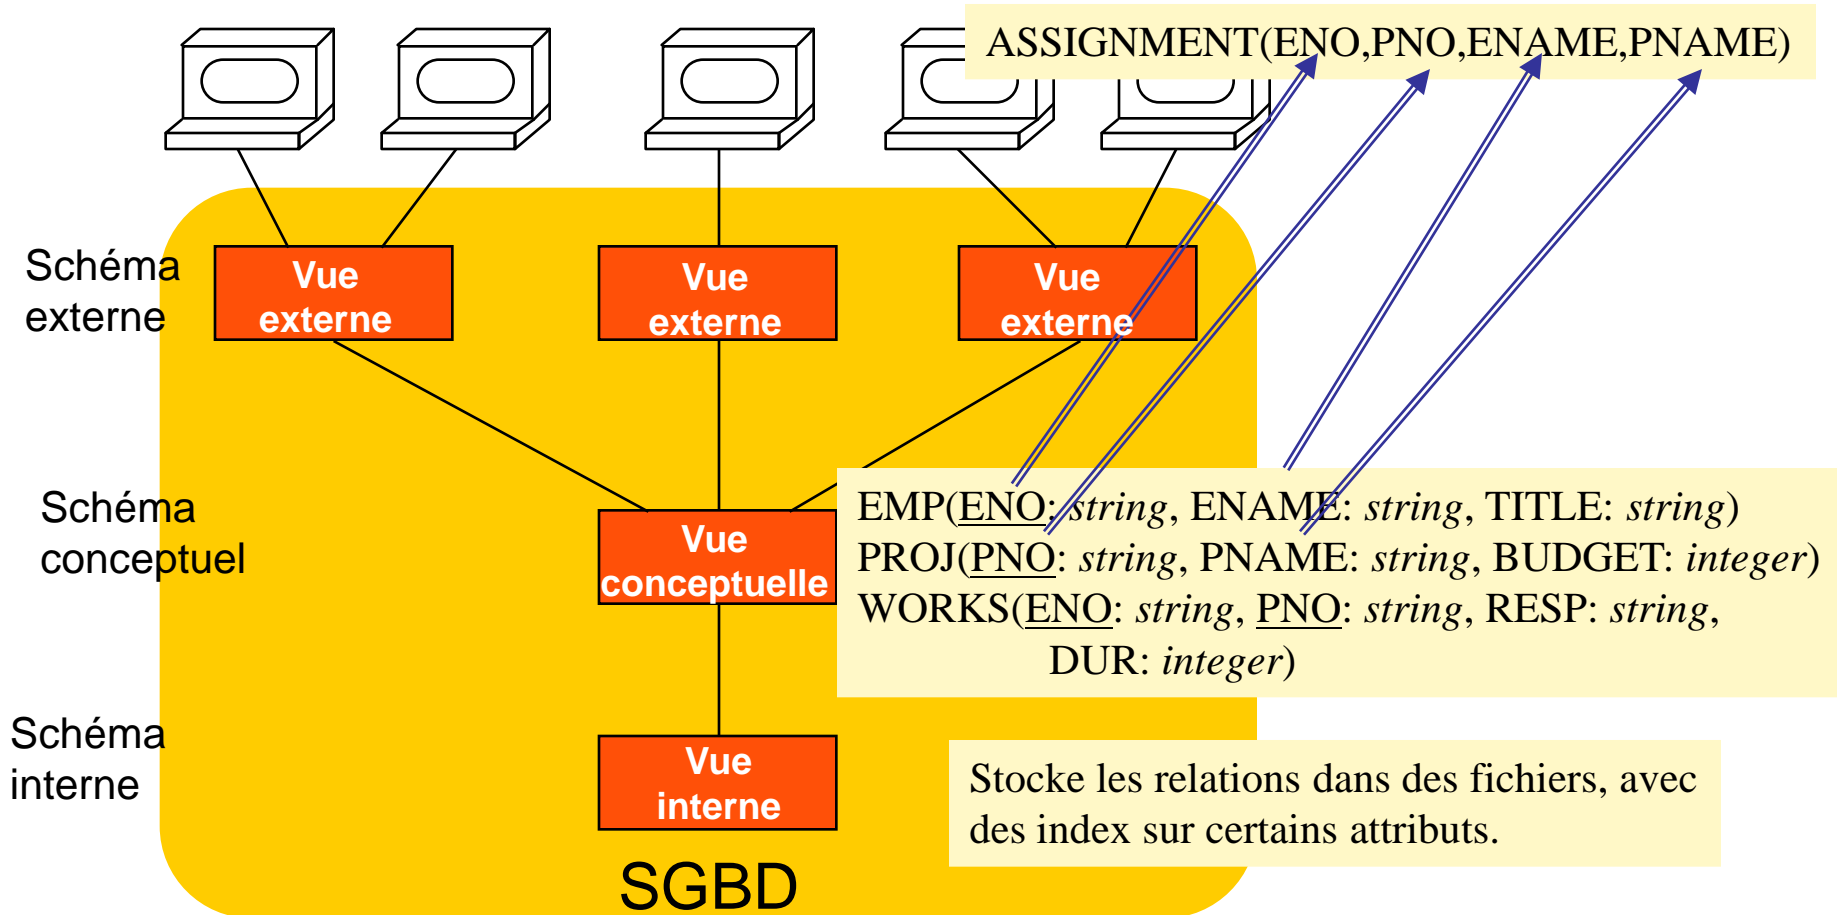 ASSIGNMENT(ENO,PNO,ENAME,PNAME)
Schéma
externe
Vue
externe
Vue
externe
Vue
externe
Schéma
conceptuel
Vue
conceptuelle
EMP(ENO: string, ENAME: string, TITLE: string)
PROJ(PNO: string, PNAME: string, BUDGET: integer)
WORKS(ENO: string, PNO: string, RESP: string,
DUR: integer)
Schéma
interne
Vue
interne
Stocke les relations dans des fichiers, avec
des index sur certains attributs.
SGBD